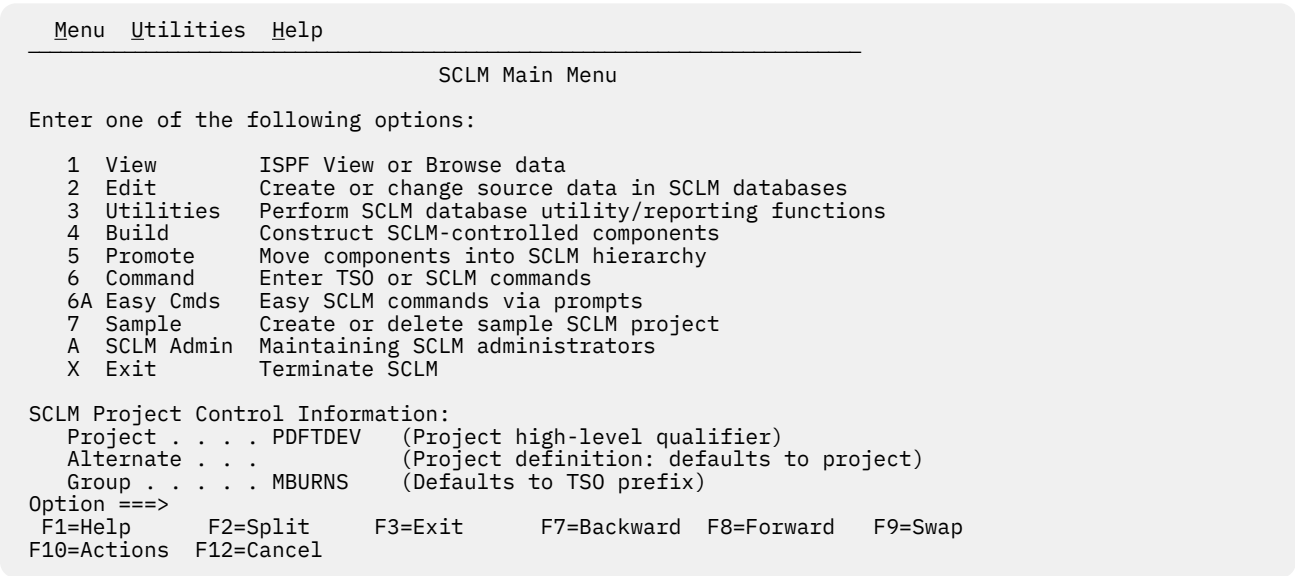 Menu  Utilities  Help
SCLM Main Menu
Enter one of the following options:
1  View        ISPF View or Browse data
2  Edit        Create or change source data in SCLM databases
3  Utilities   Perform SCLM database utility/reporting functions
4  Build       Construct SCLM-controlled components
5  Promote     Move components into SCLM hierarchy
6  Command     Enter TSO or SCLM commands
6A Easy Cmds   Easy SCLM commands via prompts
7  Sample      Create or delete sample SCLM project
A  SCLM Admin  Maintaining SCLM administrators
X  Exit        Terminate SCLM
SCLM Project Control Information:
Project . . . . PDFTDEV   (Project high-level qualifier)
Alternate . . .           (Project definition: defaults to project)
Group . . . . . MBURNS    (Defaults to TSO prefix)
Option ===>
F1=Help      F2=Split     F3=Exit      F7=Backward  F8=Forward   F9=Swap
F10=Actions  F12=Cancel